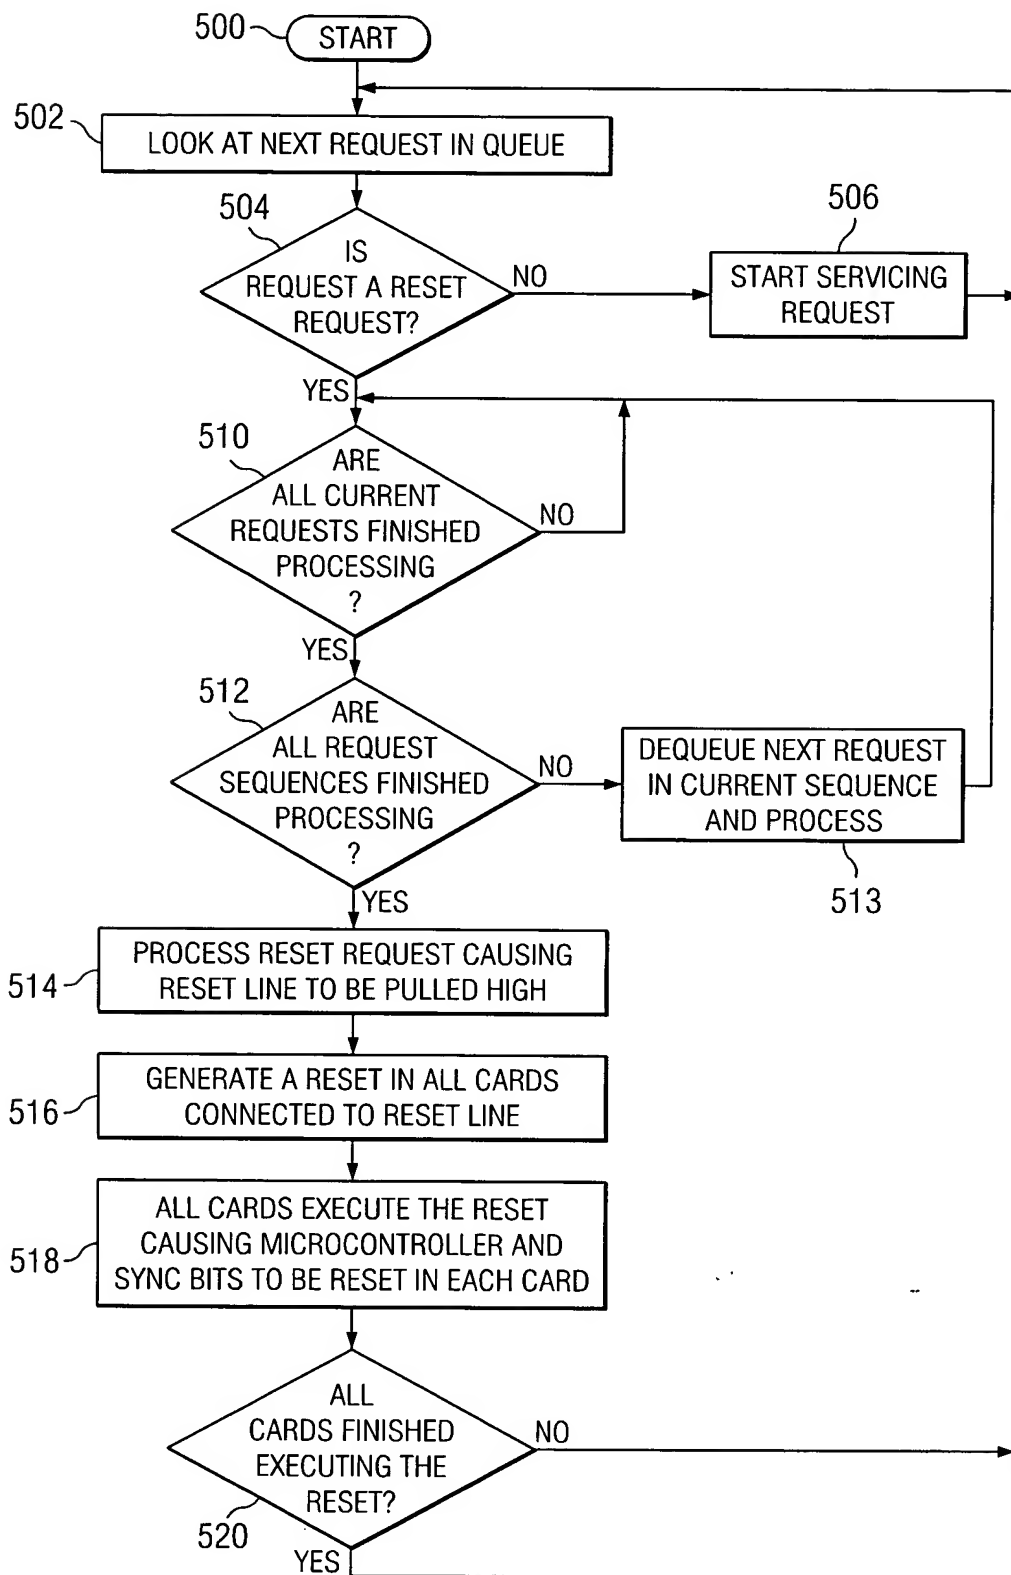 500
START
502
LOOK AT NEXT REQUEST IN QUEUE
504
IS
REQUEST A RESET
REQUEST?
NO
506
START SERVICING
REQUEST
YES
510
ARE
ALL CURRENT
REQUESTS FINISHED
PROCESSING
?
NO
YES
512
ARE
ALL REQUEST
SEQUENCES FINISHED
PROCESSING
?
NO
DEQUEUE NEXT REQUEST
IN CURRENT SEQUENCE
AND PROCESS
513
YES
514
PROCESS RESET REQUEST CAUSING
RESET LINE TO BE PULLED HIGH
516
GENERATE A RESET IN ALL CARDS
CONNECTED TO RESET LINE
518
ALL CARDS EXECUTE THE RESET
CAUSING MICROCONTROLLER AND
SYNC BITS TO BE RESET IN EACH CARD
ALL
CARDS FINISHED
EXECUTING THE
RESET?
NO
520
YES